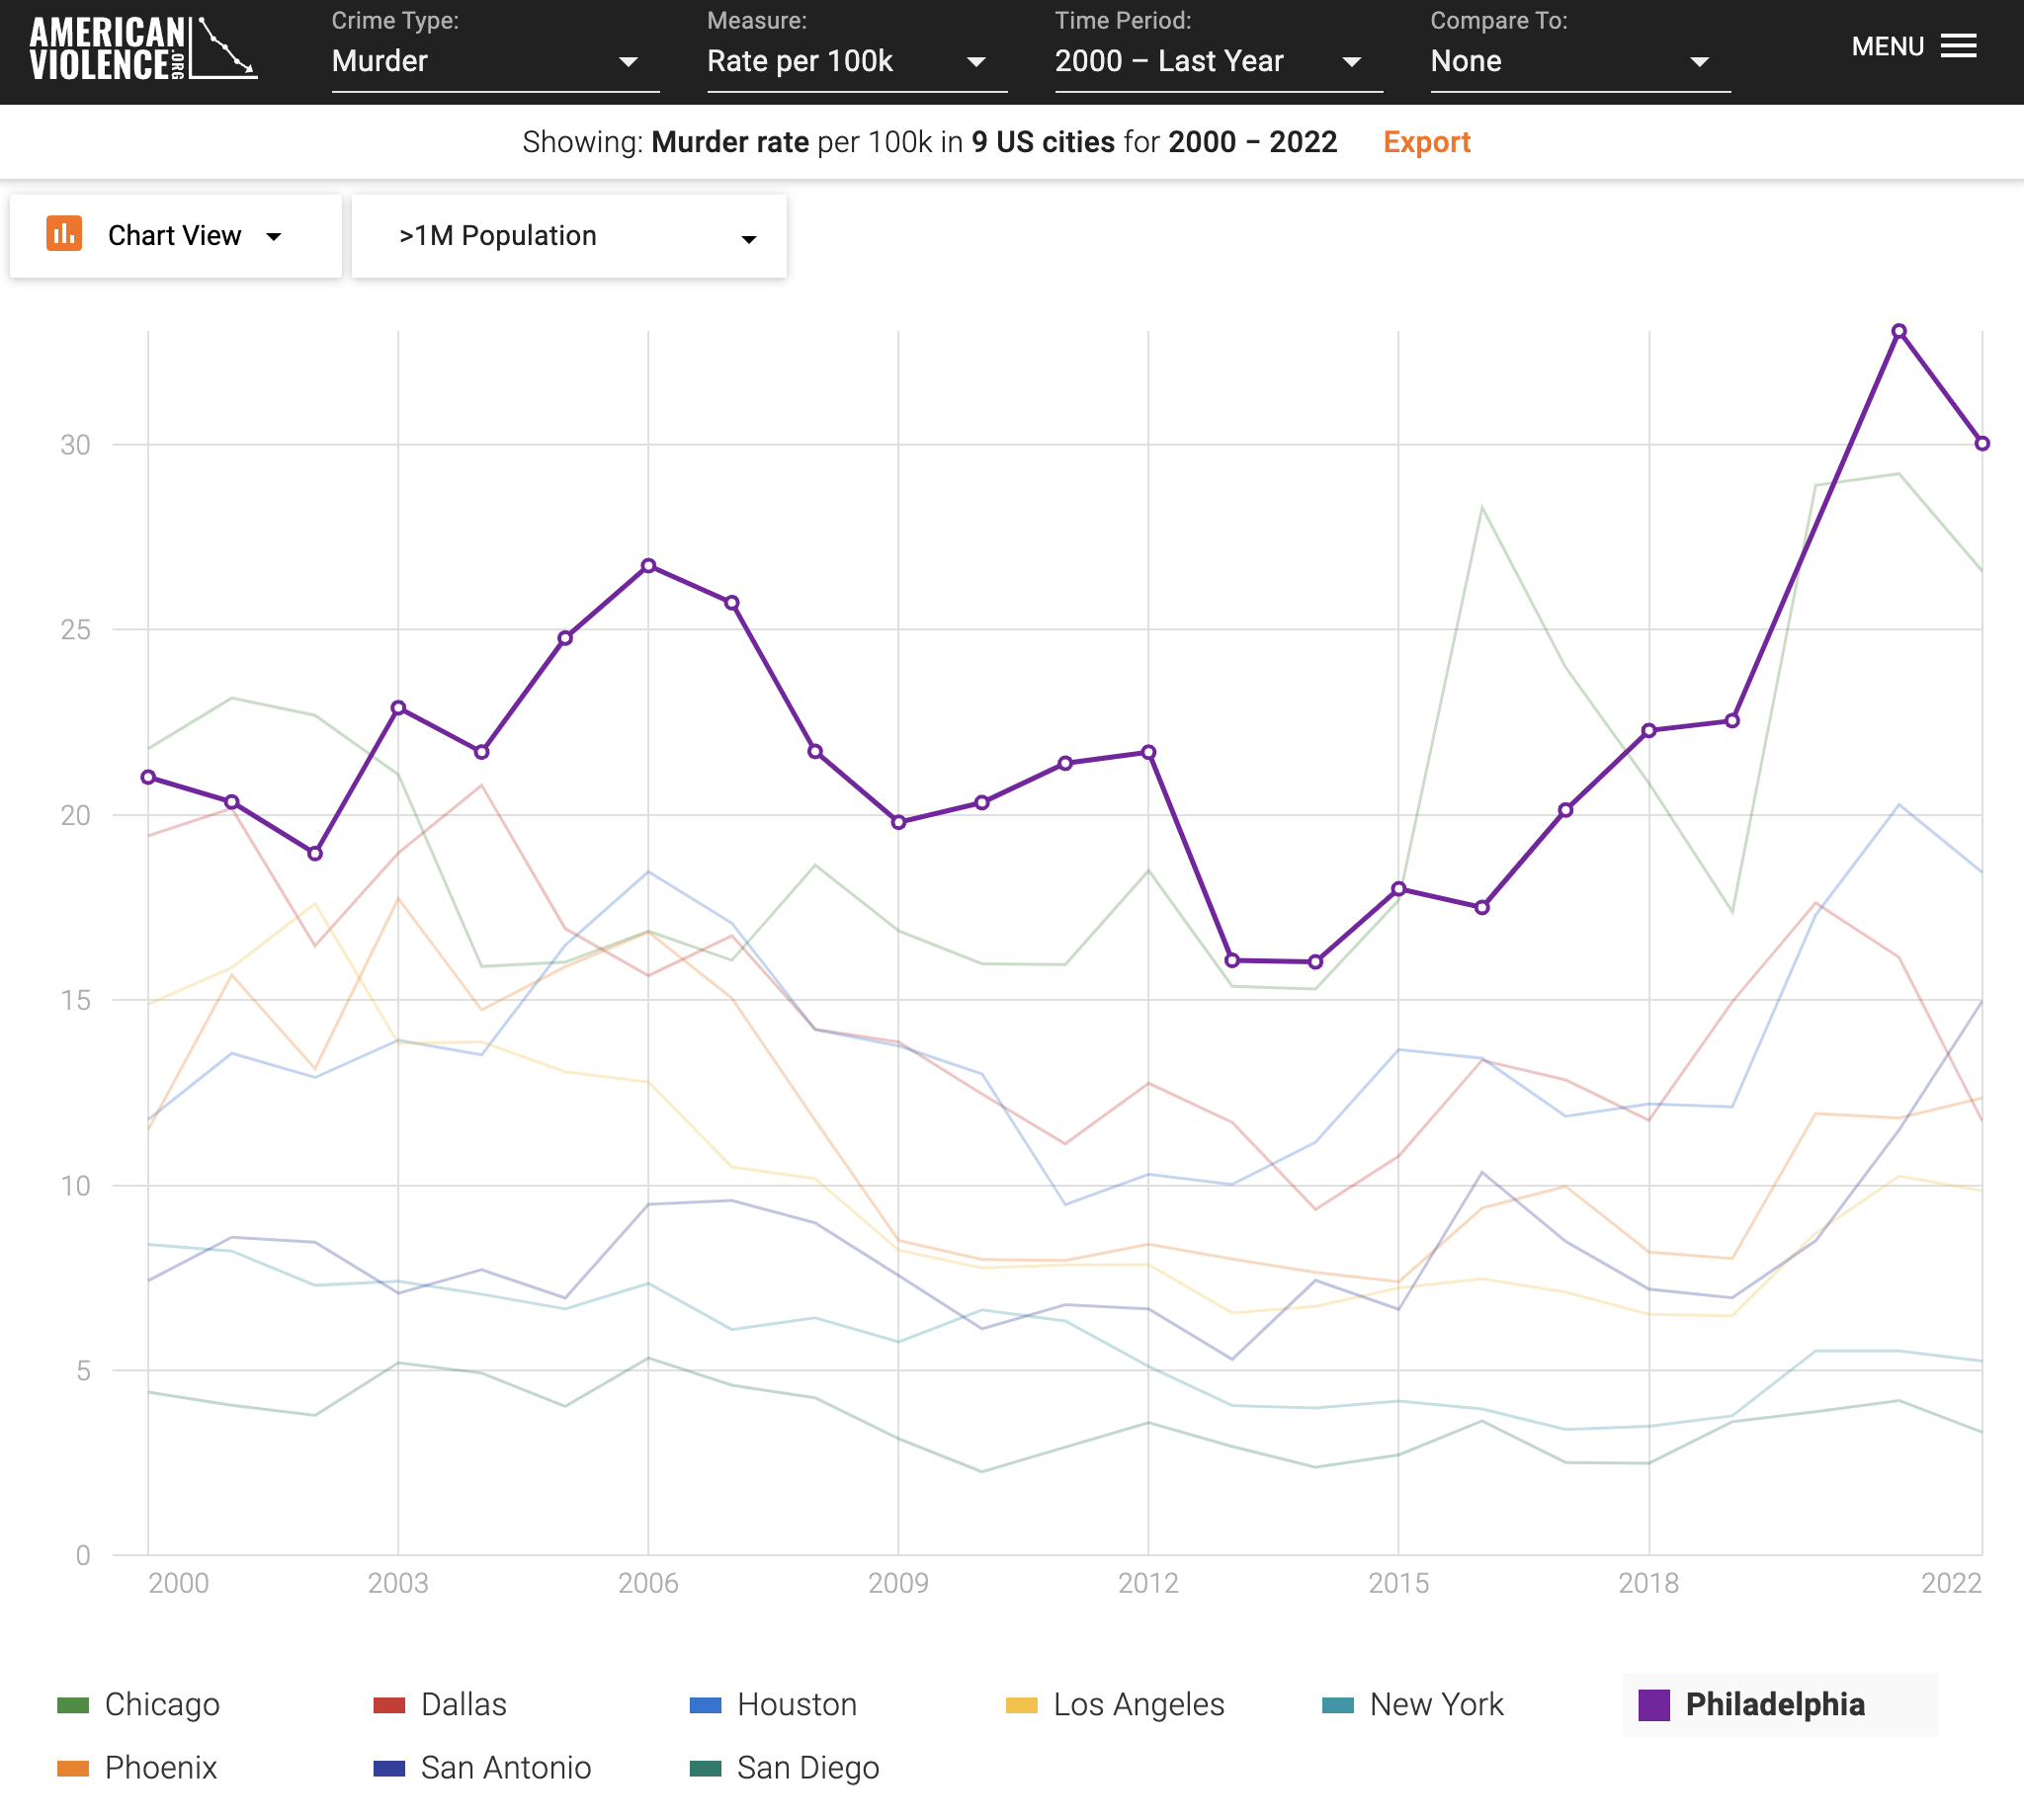 AMERICAN
VIOLENCE.ORG
Crime Type:
Murder
Measure:
Rate per 100k
Time Period:
2000 – Last Year
Compare To:
None
MENU
Showing: Murder rate per 100k in 9 US cities for 2000 – 2022 Export
Chart View
>1M Population
30
25
20
15
10
5
0
2000 2003 2006 2009 2012 2015 2018 2022
Chicago Dallas Houston Los Angeles New York Philadelphia
Phoenix San Antonio San Diego